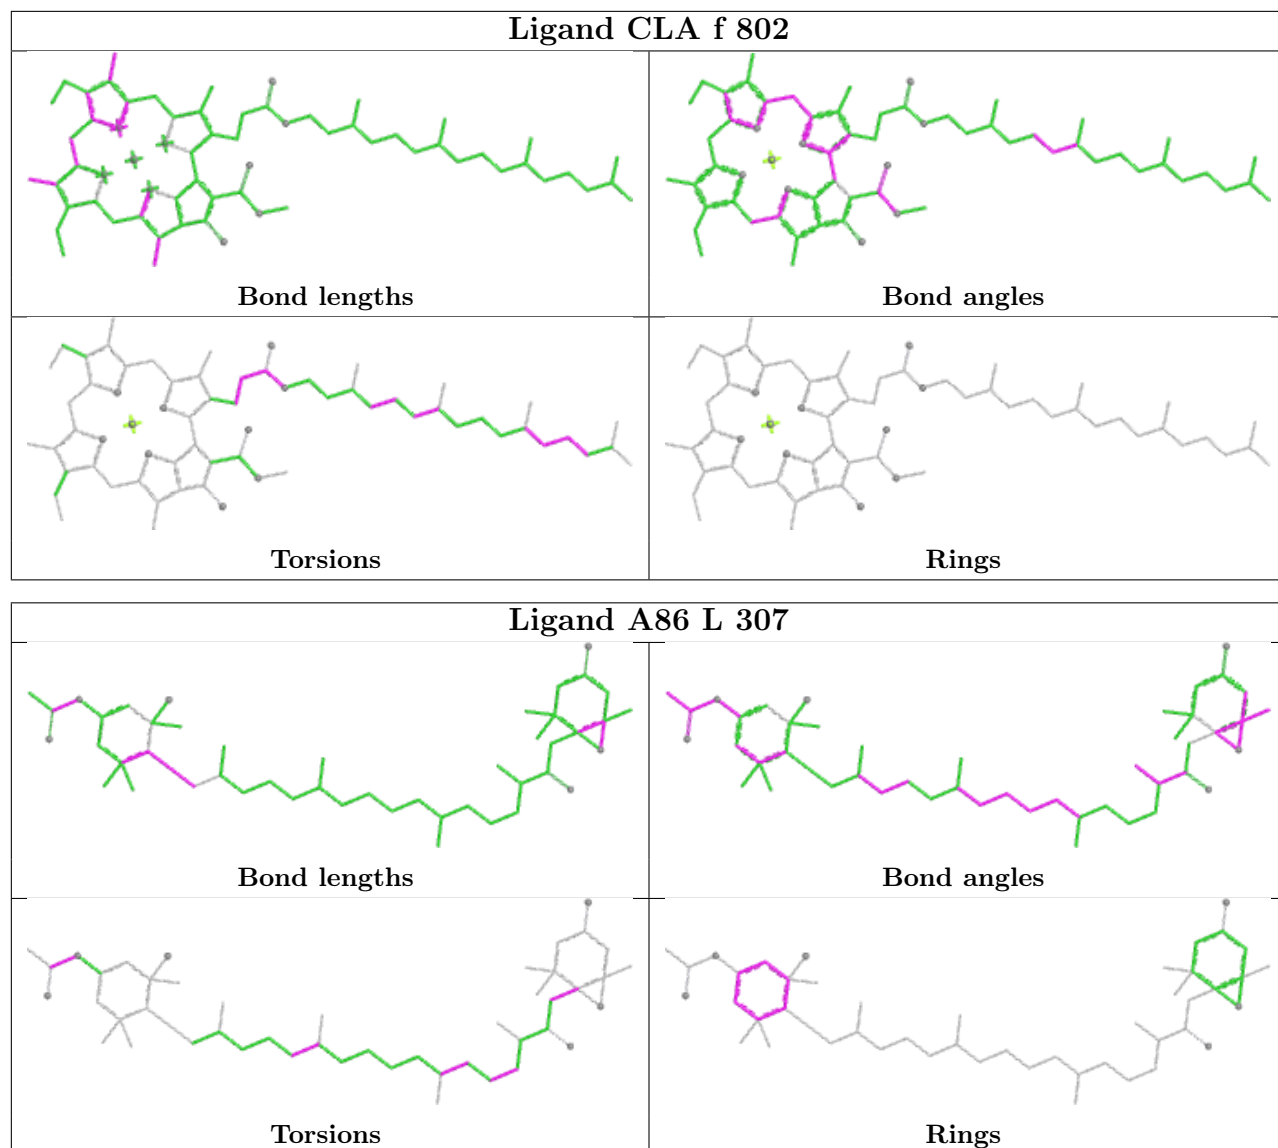 Ligand CLA f 802
Bond lengths
Bond angles
Torsions
Rings
Ligand A86 L 307
Bond lengths
Bond angles
Torsions
Rings